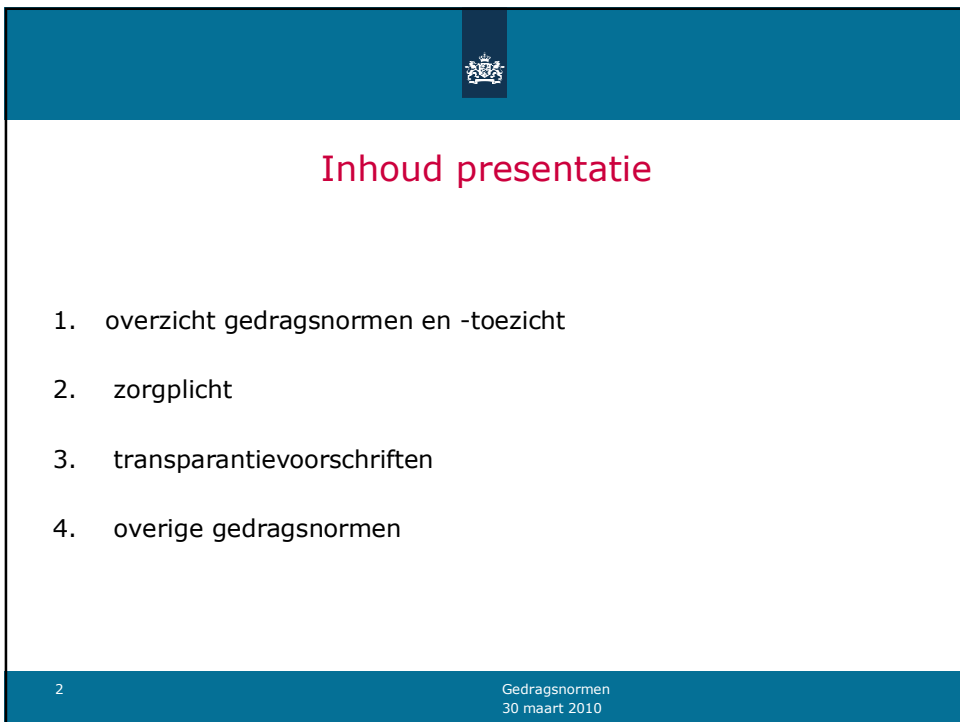 Inhoud presentatie
1. overzicht gedragsnormen en -toezicht
2. zorgplicht
3. transparantievoorschriften
4. overige gedragsnormen
2
Gedragsnormen
30 maart 2010